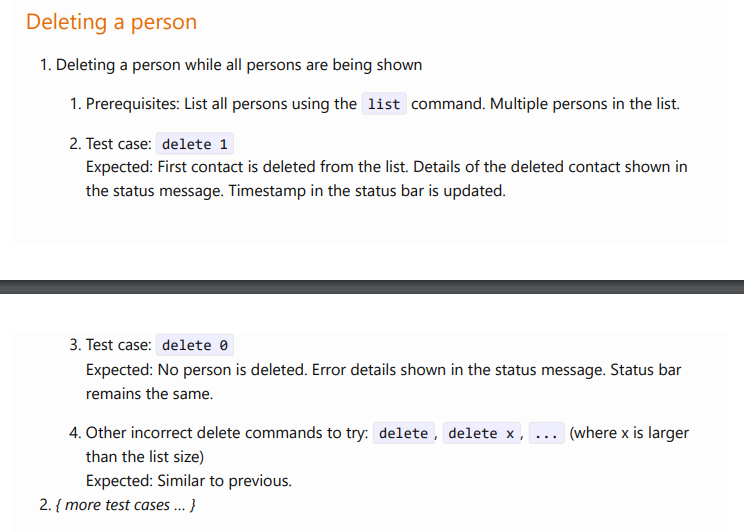 Deleting a person
1. Deleting a person while all persons are being shown
1. Prerequisites: List all persons using the list command. Multiple persons in the list.
2. Test case: delete 1
Expected: First contact is deleted from the list. Details of the deleted contact shown in
the status message. Timestamp in the status bar is updated.
3. Test case: delete 0
Expected: No person is deleted. Error details shown in the status message. Status bar
remains the same.
4. Other incorrect delete commands to try: delete, delete x, ... (where x is larger
than the list size)
Expected: Similar to previous.
2. { more test cases ... }